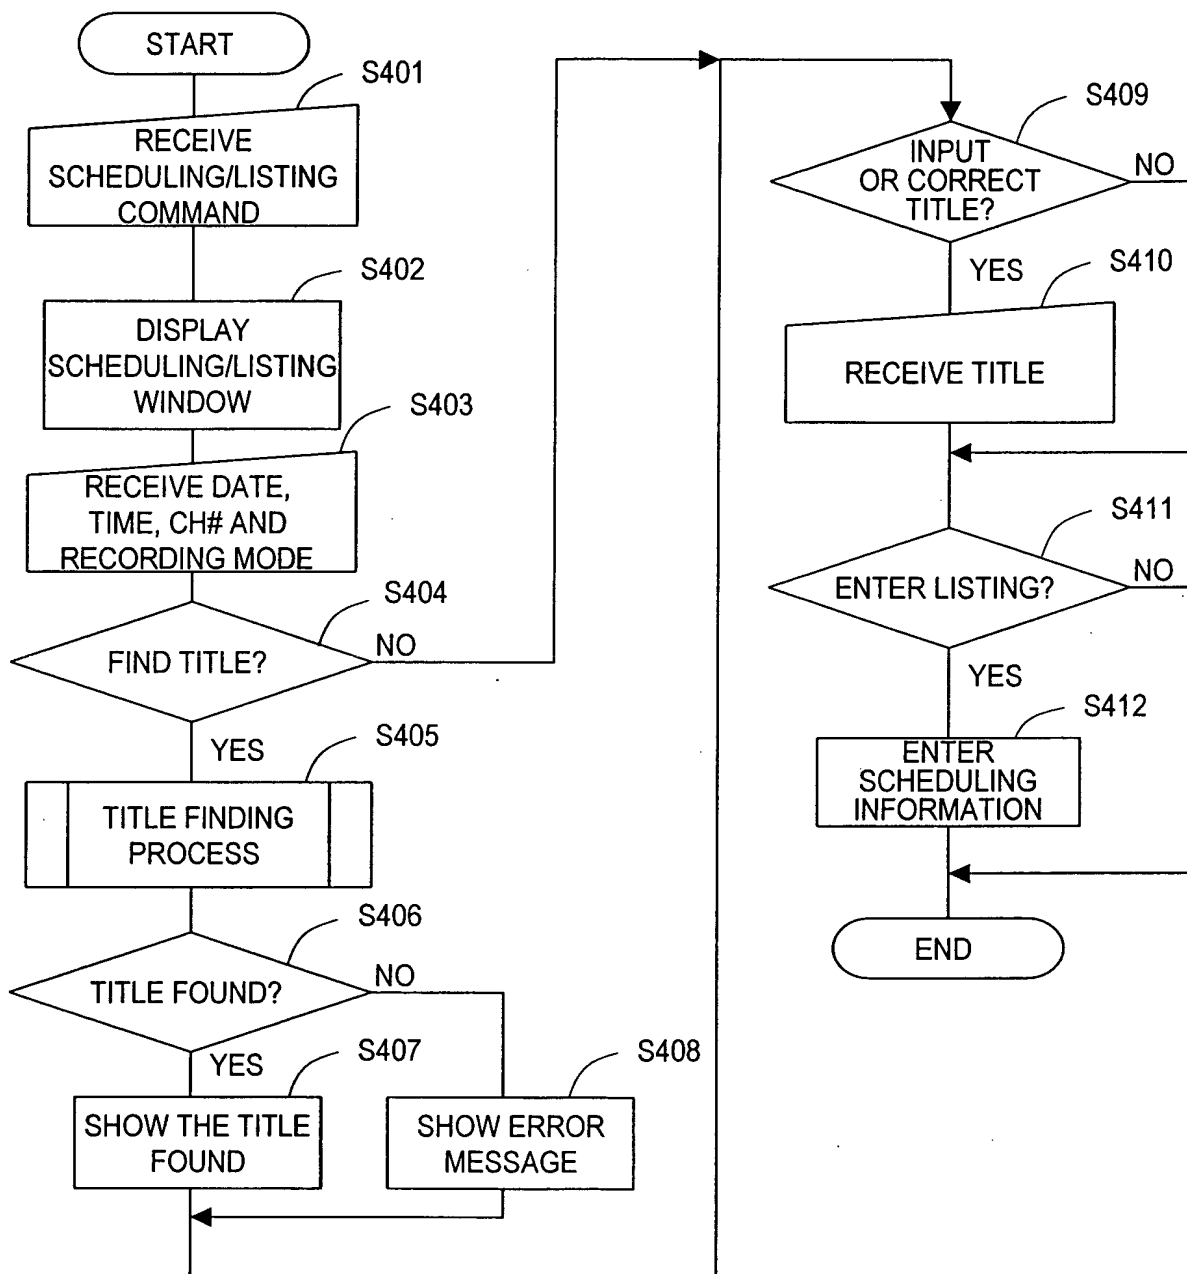 START
S401
RECEIVE
SCHEDULING/LISTING
COMMAND
S402
DISPLAY
SCHEDULING/LISTING
WINDOW
S403
RECEIVE DATE,
TIME, CH# AND
RECORDING MODE
S404
FIND TITLE?
NO
YES
S405
TITLE FINDING
PROCESS
S406
TITLE FOUND?
NO
YES
S407
SHOW THE TITLE
FOUND
S408
SHOW ERROR
MESSAGE
S409
INPUT
OR CORRECT
TITLE?
NO
YES
S410
RECEIVE TITLE
S411
ENTER LISTING?
NO
YES
S412
ENTER
SCHEDULING
INFORMATION
END